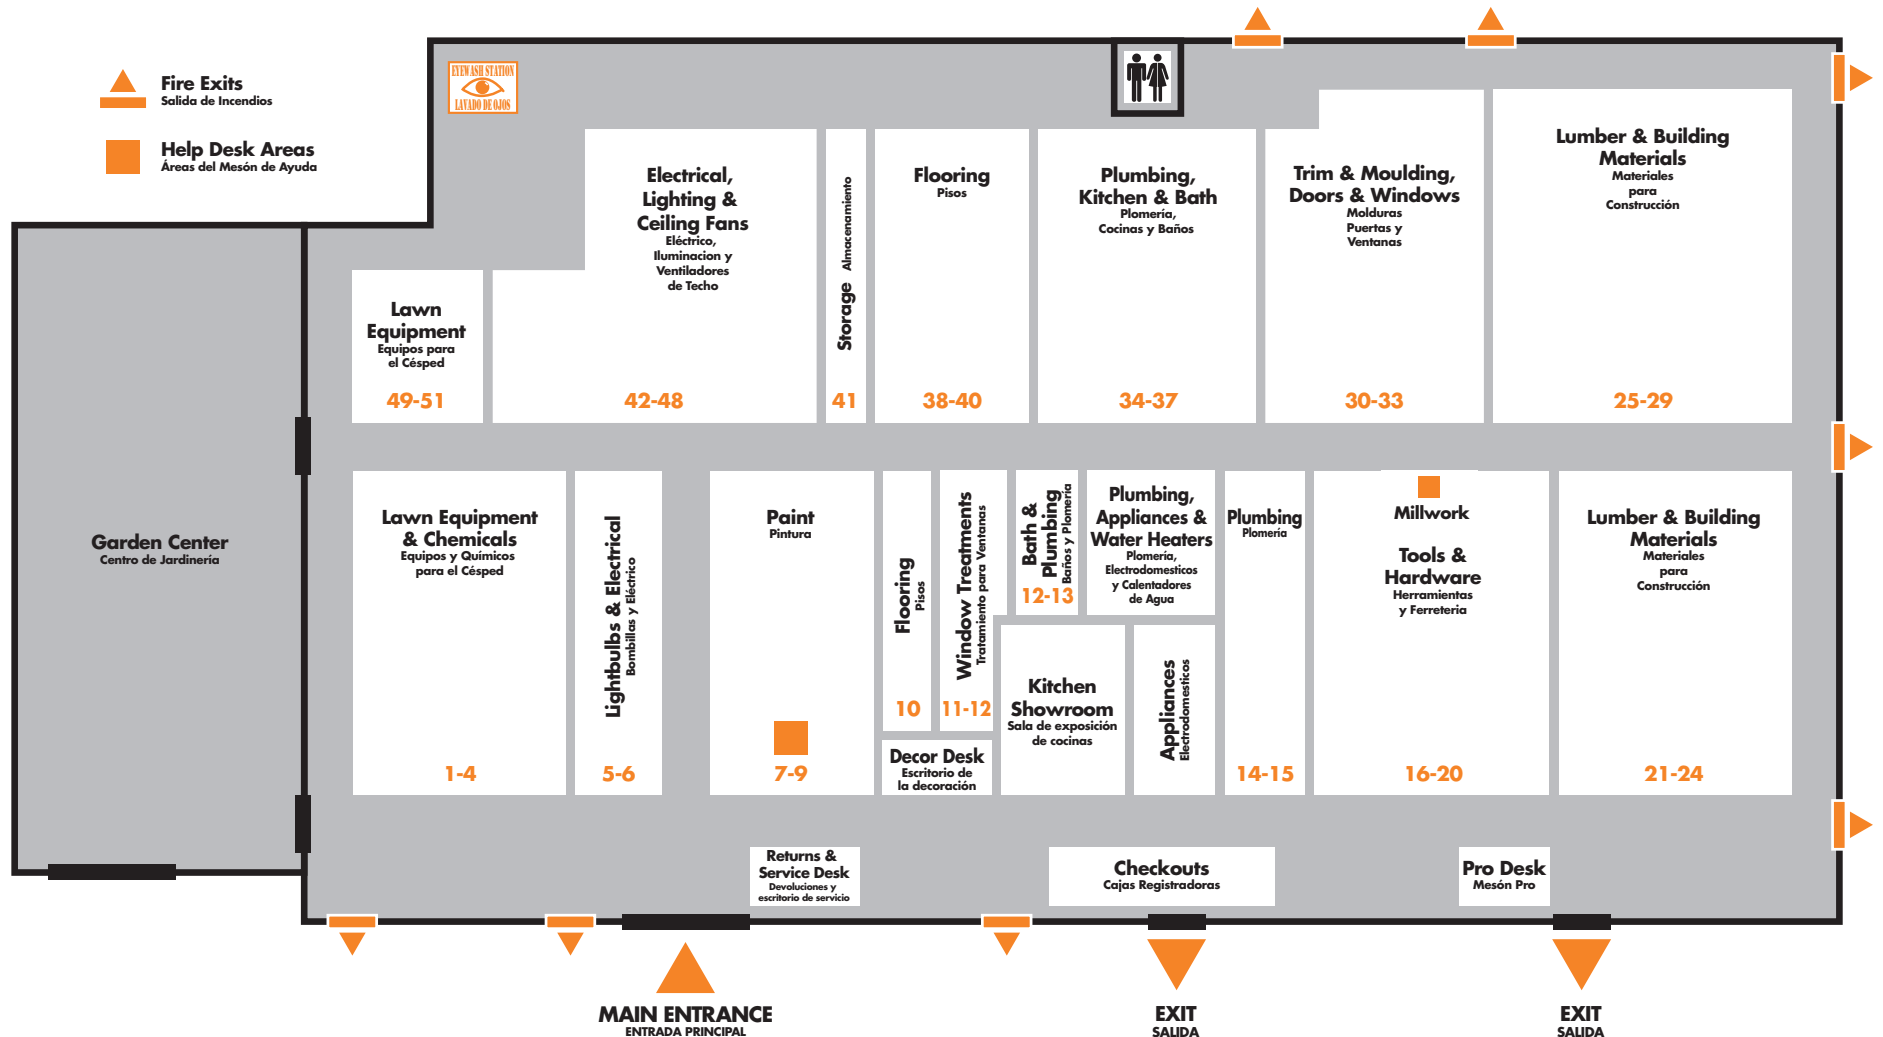 Fire Exits
Salida de Incendios
Help Desk Areas
Áreas del Mesón de Ayuda
EYEWASH STATION
LAVADO DE OJOS
Lawn
Equipment
Equipos para
el Césped
49-51
Electrical,
Lighting &
Ceiling Fans
Eléctrico,
Iluminacion y
Ventiladores
de Techo
42-48
Storage Almacenamiento
41
Flooring
Pisos
38-40
Plumbing,
Kitchen & Bath
Plomería,
Cocinas y Baños
34-37
Trim & Moulding,
Doors & Windows
Molduras
Puertas y
Ventanas
30-33
Lumber & Building
Materials
Materiales
para
Construcción
25-29
Garden Center
Centro de Jardinería
Lawn Equipment
& Chemicals
Equipos y Químicos
para el Césped
1-4
Lightbulbs & Electrical
Bombillas y Eléctrico
5-6
Paint
Pintura
7-9
Flooring
Pisos
10
Window Treatments
Tratamiento para Ventanas
11-12
Bath &
Plumbing
Baños y Plomería
12-13
Plumbing,
Appliances &
Water Heaters
Plomería,
Electrodomesticos
y Calentadores
de Agua
Decor Desk
Escritorio de
la decoración
Kitchen
Showroom
Sala de exposición
de cocinas
Appliances
Electrodomesticos
Plumbing
Plomería
14-15
Millwork
Tools &
Hardware
Herramientas
y Ferreteria
16-20
Lumber & Building
Materials
Materiales
para
Construcción
21-24
Returns &
Service Desk
Devoluciones y
escritorio de servicio
Checkouts
Cajas Registradoras
Pro Desk
Mesón Pro
MAIN ENTRANCE
ENTRADA PRINCIPAL
EXIT
SALIDA
EXIT
SALIDA